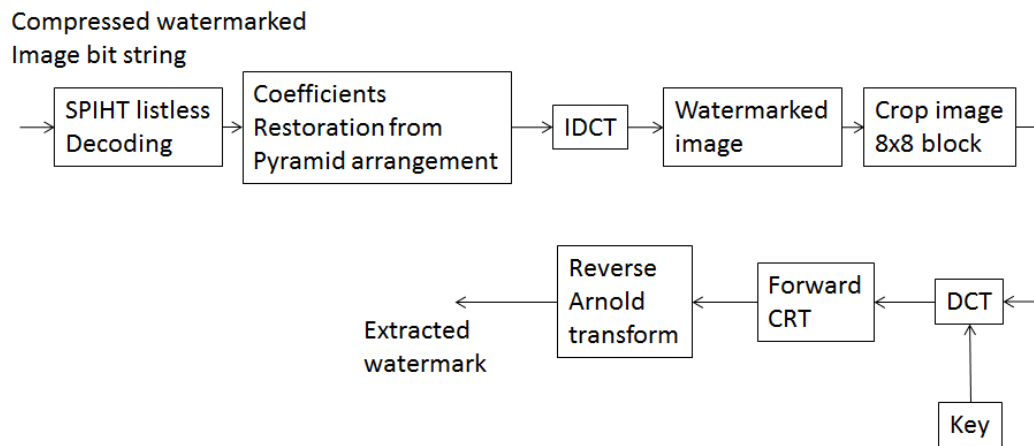 Compressed watermarked
Image bit string
SPIHT listless
Decoding
Coefficients
Restoration from
Pyramid arrangement
IDCT
Watermarked
image
Crop image
8x8 block
DCT
Key
Forward
CRT
Reverse
Arnold
transform
Extracted
watermark